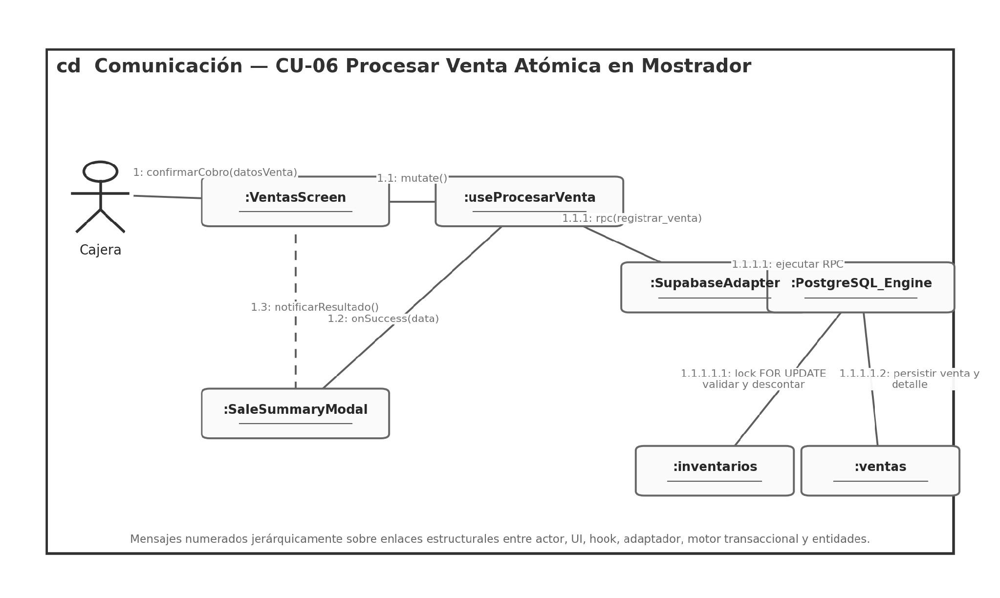 cd  Comunicación — CU-06 Procesar Venta Atómica en Mostrador
1: confirmarCobro(datosVenta)
1.1: mutate()
:VentasScreen
:useProcesarVenta
1.1.1: rpc(registrar_venta)
Cajera
1.1.1.1: ejecutar RPC
:SupabaseAdapter
:PostgreSQL_Engine
1.3: notificarResultado()
1.2: onSuccess(data)
1.1.1.1.1: lock FOR UPDATE
validar y descontar
1.1.1.1.2: persistir venta y
detalle
:SaleSummaryModal
:inventarios
:ventas
Mensajes numerados jerárquicamente sobre enlaces estructurales entre actor, UI, hook, adaptador, motor transaccional y entidades.